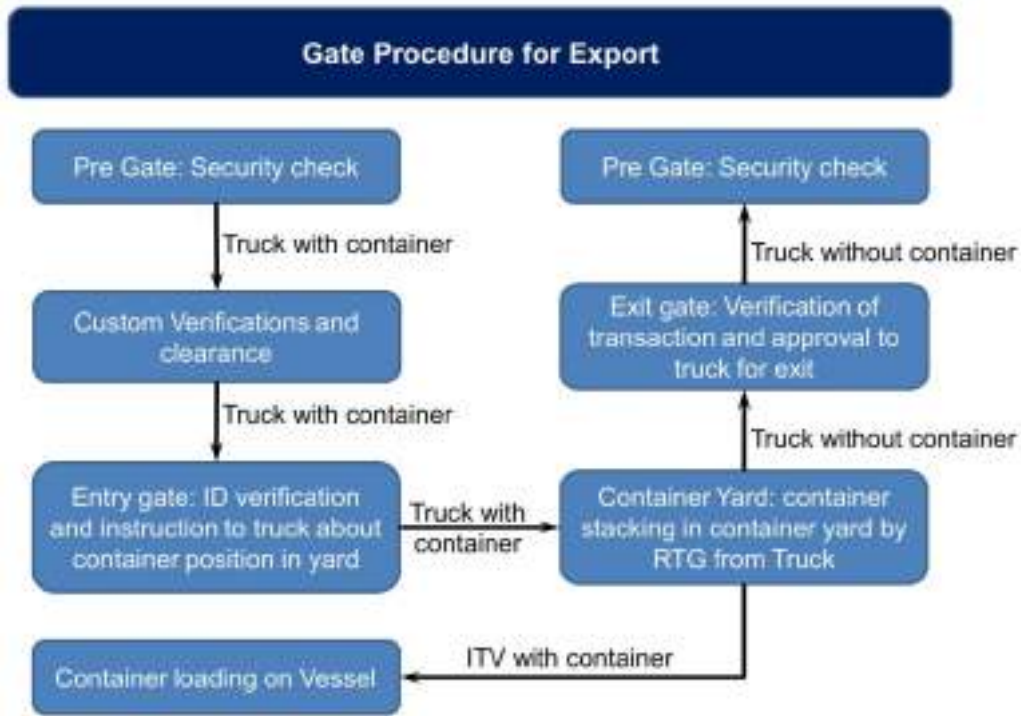 Gate Procedure for Export
Pre Gate: Security check
Truck with container
Custom Verifications and
clearance
Truck with container
Entry gate: ID verification
and instruction to truck about
container position in yard
Truck with
container
Container Yard: container
stacking in container yard by
RTG from Truck
Truck without container
Exit gate: Verification of
transaction and approval to
truck for exit
Truck without container
Pre Gate: Security check
ITV with container
Container loading on Vessel